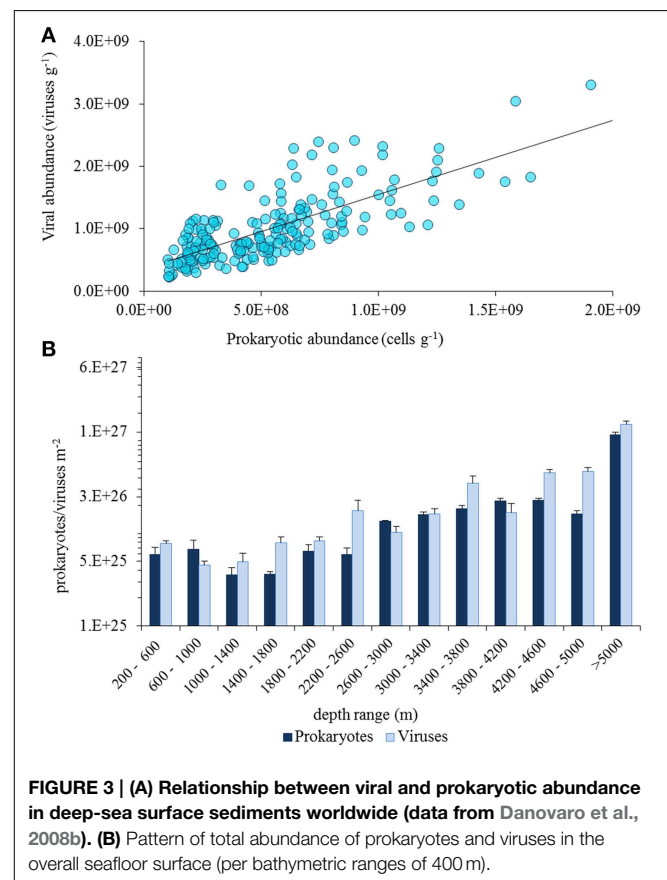 A
4.0E+09
3.0E+09
2.0E+09
1.0E+09
0.0E+00
Viral abundance (viruses g-1)
0.0E+00 5.0E+08 1.0E+09 1.5E+09 2.0E+09
Prokaryotic abundance (cells g-1)
B
6.E+27
1.E+27
3.E+26
5.E+25
1.E+25
prokaryotes/viruses m-2
200 - 600
600 - 1000
1000 - 1400
1400 - 1800
1800 - 2200
2200 - 2600
2600 - 3000
3000 - 3400
3400 - 3800
3800 - 4200
4200 - 4600
4600 - 5000
>5000
depth range (m)
Prokaryotes Viruses
FIGURE 3 | (A) Relationship between viral and prokaryotic abundance
in deep-sea surface sediments worldwide (data from Danovaro et al.,
2008b). (B) Pattern of total abundance of prokaryotes and viruses in the
overall seafloor surface (per bathymetric ranges of 400 m).